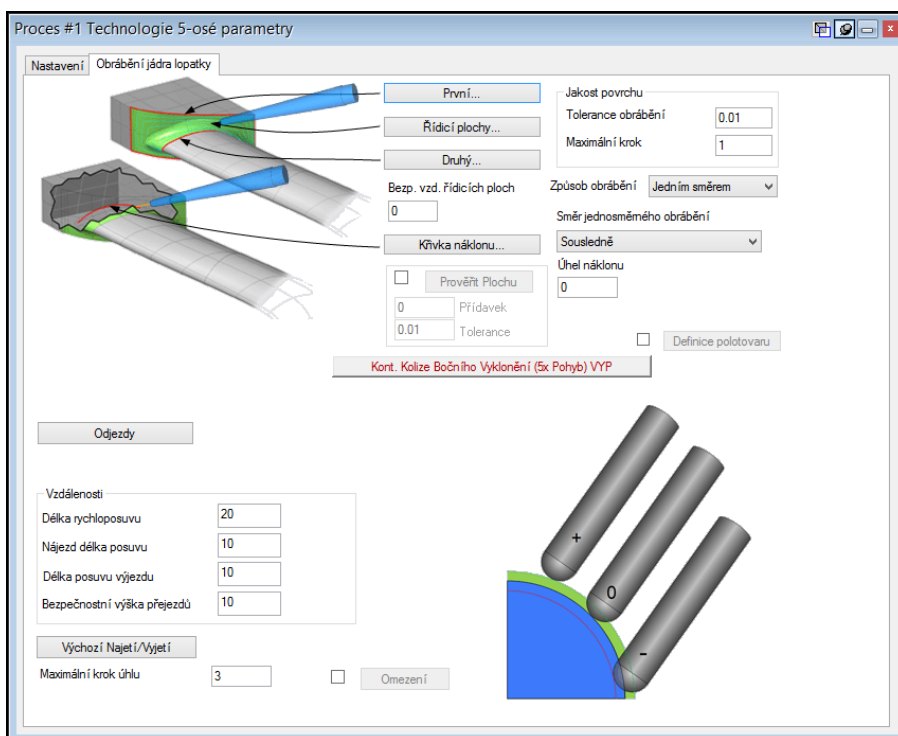 Proces #1 Technologie 5-osé parametry
Nastavení
Obrábění jádra lopatky
První...
Řídicí plochy...
Druhý...
Bezp. vzd. řídicích ploch
0
Křivka náklonu...
Prověřit Plochu
0 Přídavek
0.01 Tolerance
Jakost povrchu
Tolerance obrábění 0.01
Maximální krok 1
Způsob obrábění Jedním směrem
Směr jednosměrného obrábění
Sousledně
Úhel náklonu
0
Definice polotovaru
Kont. Kolize Bočního Vyklonění (5x Pohyb) VYP
Odjezdy
Vzdálenosti
Délka rychloposuvu 20
Nájezd délka posuvu 10
Délka posuvu výjezdu 10
Bezpečnostní výška přejezdů 10
Výchozí Najetí/Vyjetí
Maximální krok úhlu 3
Omezení
+
0
-